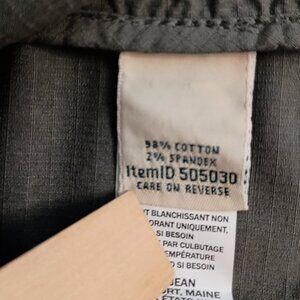 98% COTTON
2% SPANDEX
ItemID 505030
CARE ON REVERSE
BLANCHISSANT NON
UNIQUEMENT,
SI BESOIN
PAR CULBUTAGE
TEMPÉRATURE
SI BESOIN
BEAN
MAINE